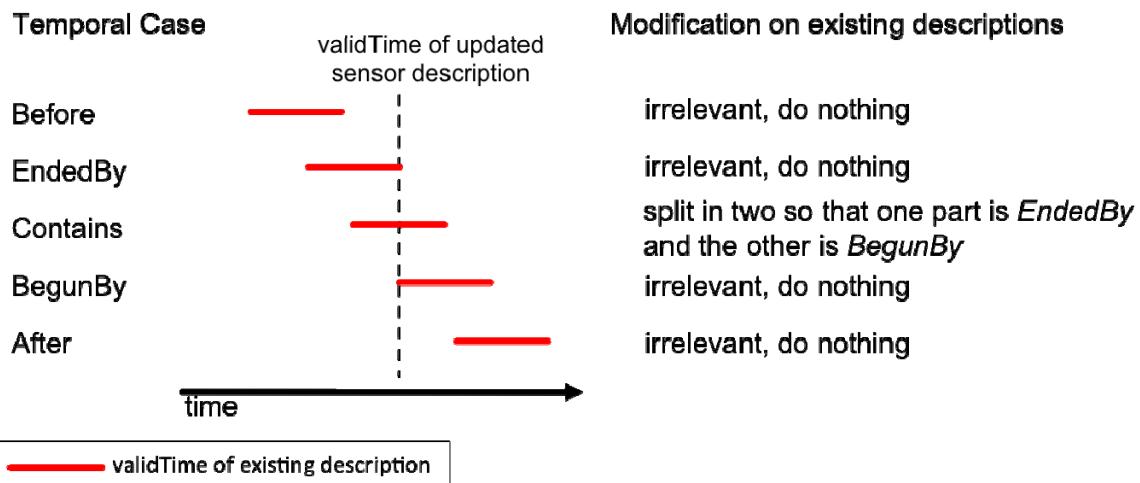 Temporal Case
validTime of updated
sensor description
Modification on existing descriptions
Before
irrelevant, do nothing
EndedBy
irrelevant, do nothing
Contains
split in two so that one part is EndedBy
and the other is BegunBy
BegunBy
irrelevant, do nothing
After
irrelevant, do nothing
time
validTime of existing description